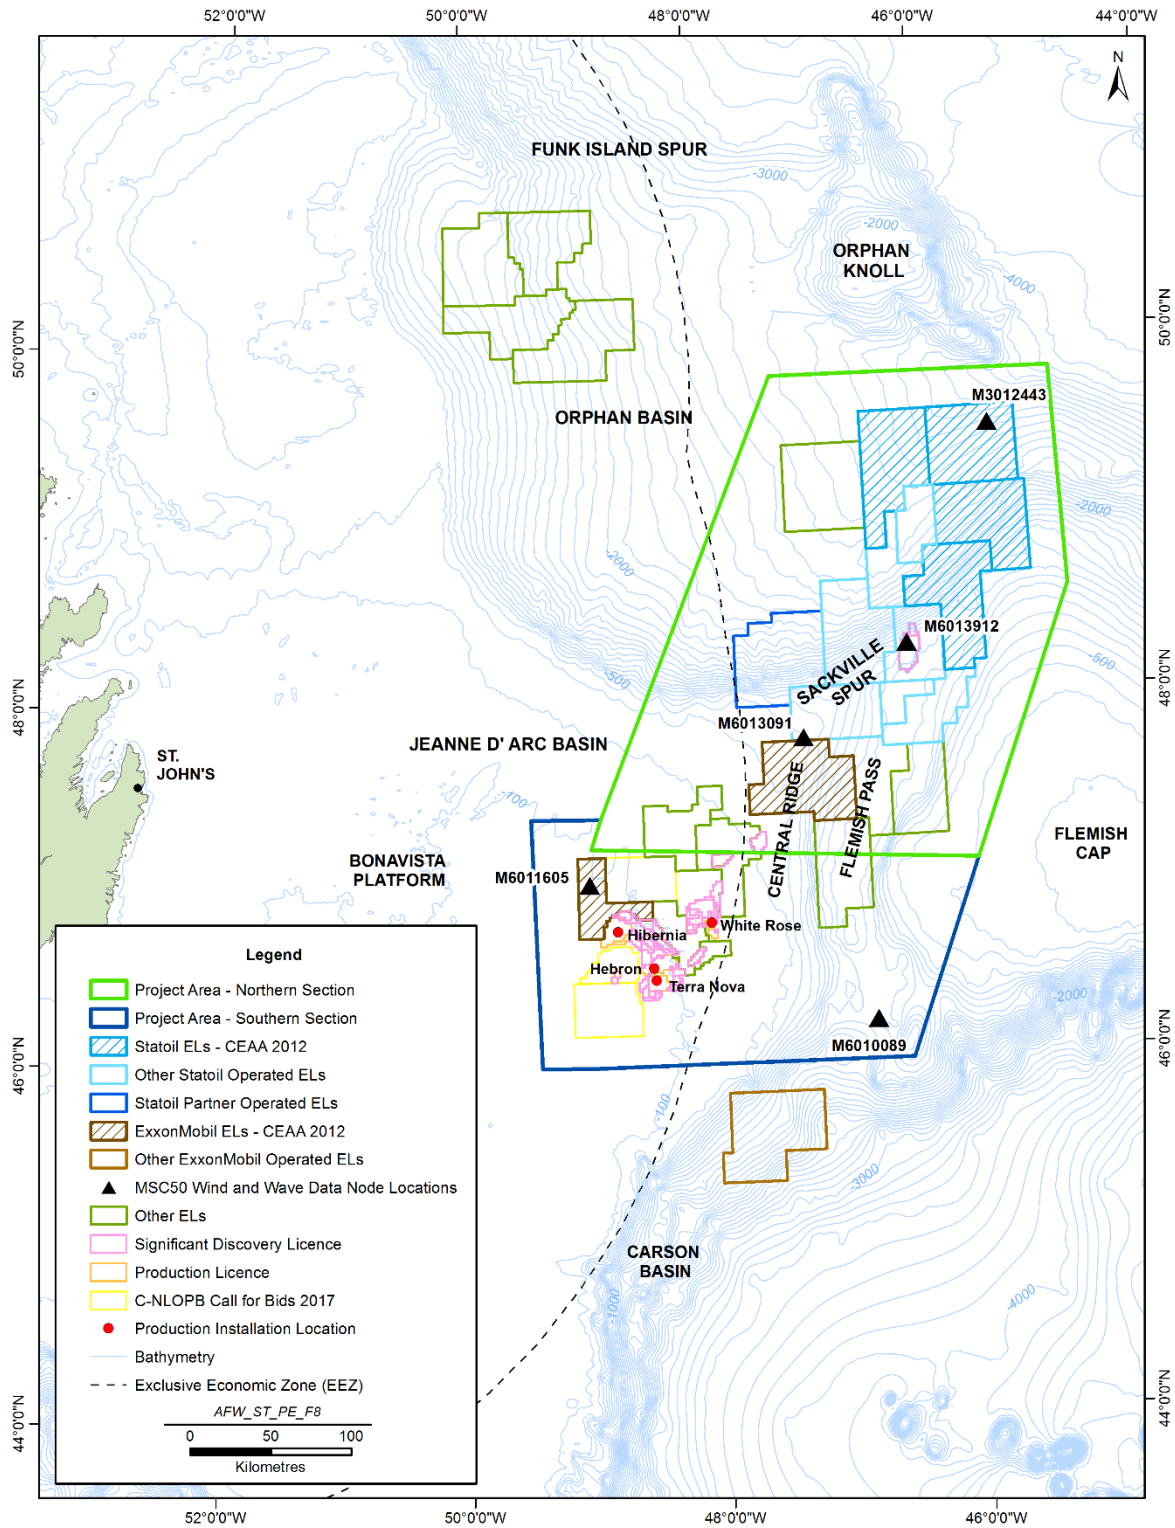 52°0'0"W
50°0'0"W
48°0'0"W
46°0'0"W
44°0'0"W
N
FUNK ISLAND SPUR
-3000
-2000
ORPHAN
KNOLL
-4000
50°0'0"N
50°0'0"N
M3012443
ORPHAN BASIN
-2000
-2000
M6013912
-500
-500
SACKVILLE
SPUR
48°0'0"N
48°0'0"N
M6013091
JEANNE D' ARC BASIN
ST.
JOHN'S
-100
CENTRAL RIDGE
FLEMISH PASS
FLEMISH
CAP
BONAVISTA
PLATFORM
M6011605
White Rose
Hibernia
Hebron
Terra Nova
-2000
M6010089
46°0'0"N
46°0'0"N
-100
-3000
CARSON
BASIN
-1000
-4000
44°0'0"N
44°0'0"N
Legend
Project Area - Northern Section
Project Area - Southern Section
Statoil ELs - CEAA 2012
Other Statoil Operated ELs
Statoil Partner Operated ELs
ExxonMobil ELs - CEAA 2012
Other ExxonMobil Operated ELs
MSC50 Wind and Wave Data Node Locations
Other ELs
Significant Discovery Licence
Production Licence
C-NLOPB Call for Bids 2017
Production Installation Location
Bathymetry
Exclusive Economic Zone (EEZ)
AFW_ST_PE_F8
0 50 100
Kilometres
52°0'0"W
50°0'0"W
48°0'0"W
46°0'0"W